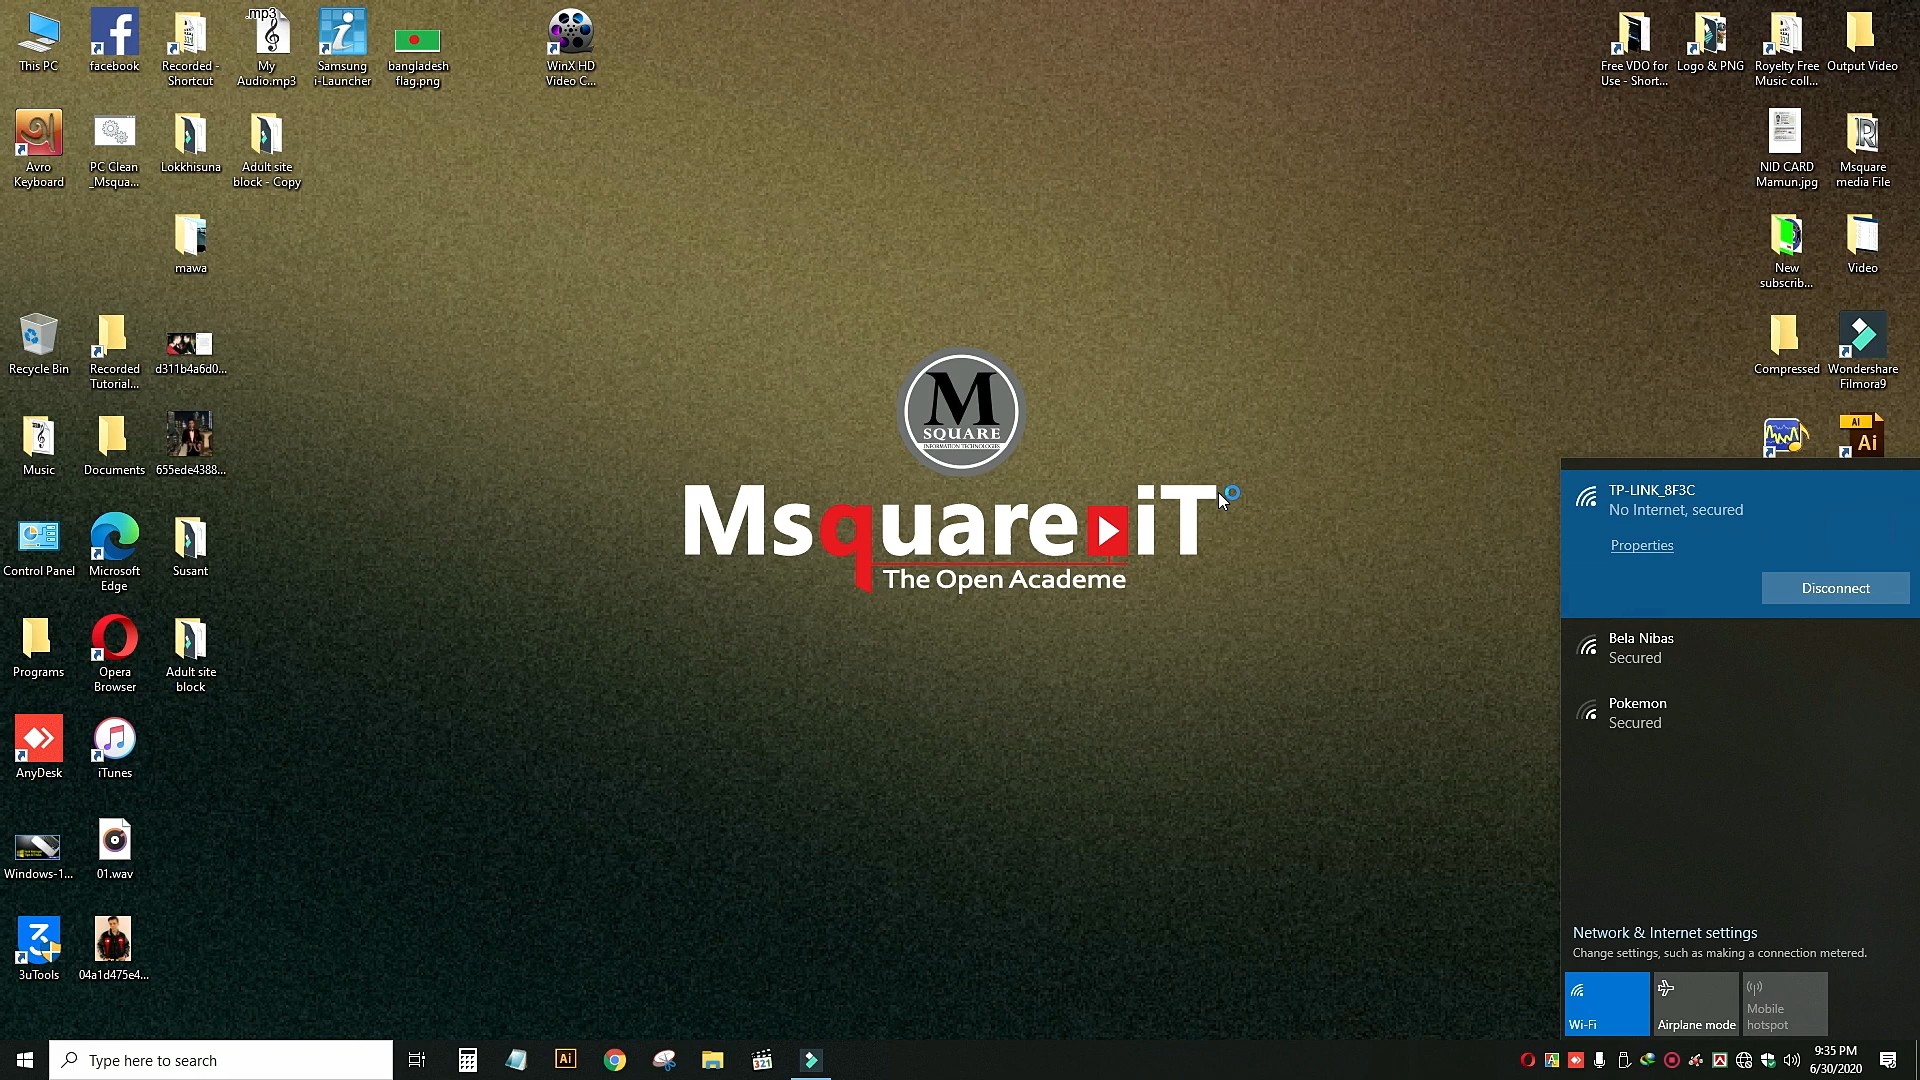 This PC
facebook
Recorded -
Shortcut
.mp3
My
Audio.mp3
Samsung
i-Launcher
bangladesh
flag.png
WinX HD
Video C...
Free VDO for
Use - Short...
Logo & PNG
Royelty Free
Music coll...
Output Video
Avro
Keyboard
PC Clean
_Msqua...
Lokkhisuna
Adult site
block - Copy
NID CARD
Mamun.jpg
Msquare
media File
mawa
New
subscrib...
Video
Recycle Bin
Recorded
Tutorial...
d311b4a6d0...
Compressed
Wondershare
Filmora9
M
SQUARE
INFORMATION TECHNOLOGIES
Msquare iT
The Open Academe
Music
Documents
655ede4388...
AI
Ai
Control Panel
Microsoft
Edge
Susant
Programs
Opera
Browser
Adult site
block
AnyDesk
iTunes
Windows-1...
01.wav
3uTools
04a1d475e4...
TP-LINK_8F3C
No Internet, secured
Properties
Disconnect
Bela Nibas
Secured
Pokemon
Secured
Network & Internet settings
Change settings, such as making a connection metered.
Wi-Fi
Airplane mode
Mobile
hotspot
Type here to search
Ai
321
9:35 PM
6/30/2020